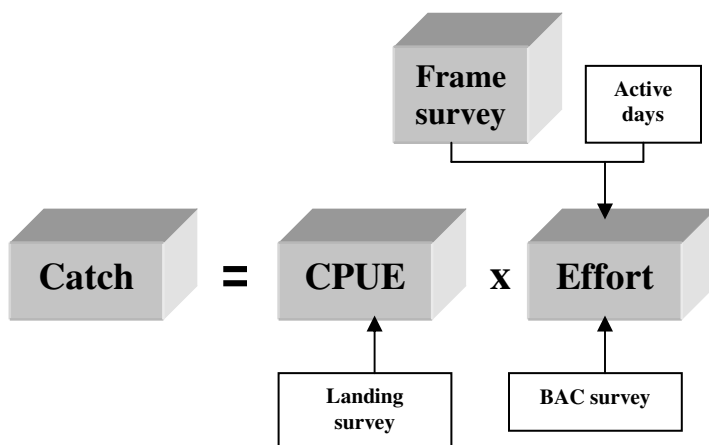 Frame
survey
Active
days
Catch = CPUE x Effort
Landing
survey
BAC survey